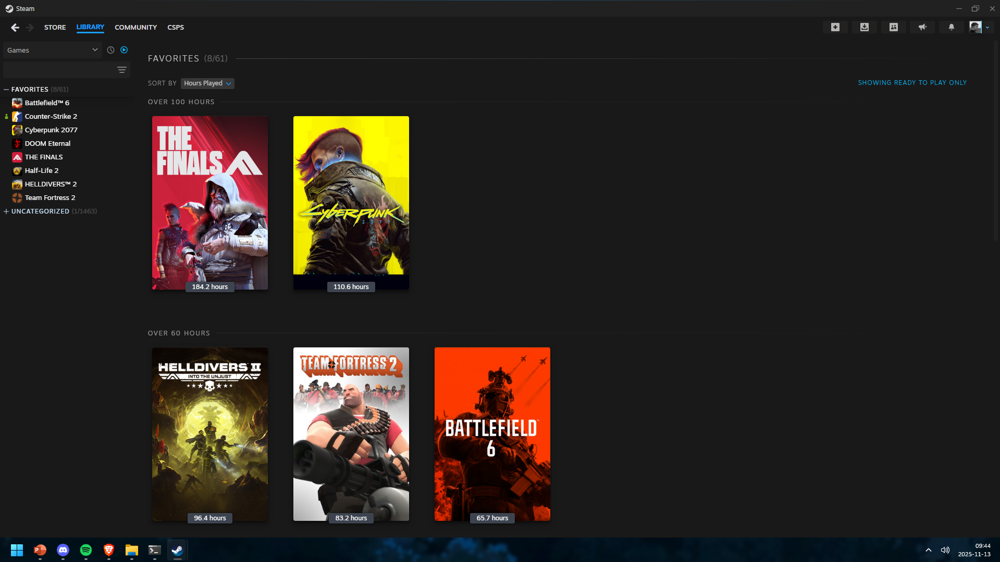 Steam
STORE LIBRARY COMMUNITY CSPS
Games
FAVORITES (8/61)
Battlefield™ 6
Counter-Strike 2
Cyberpunk 2077
DOOM Eternal
THE FINALS
Half-Life 2
HELLDIVERS™ 2
Team Fortress 2
UNCATEGORIZED (1/1463)
FAVORITES (8/61)
SORT BY Hours Played
SHOWING READY TO PLAY ONLY
OVER 100 HOURS
THE
FINALS
184.2 hours
CYBERPUNK
2077
110.6 hours
OVER 60 HOURS
HELLDIVERS II
INTO THE UNJUST
96.4 hours
TEAM FORTRESS 2
83.2 hours
BATTLEFIELD™
6
65.7 hours
09:44
2025-11-13